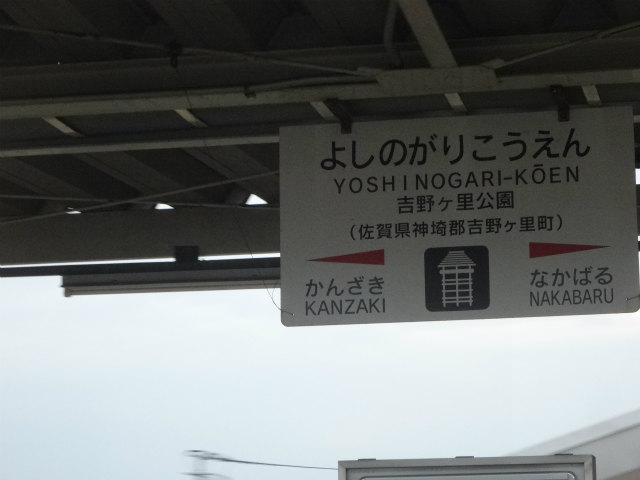 よしのがりこうえん
YOSHINOGARI-KŌEN
吉野ヶ里公園
(佐賀県神埼郡吉野ヶ里町)
かんざき なかばる
KANZAKI NAKABARU